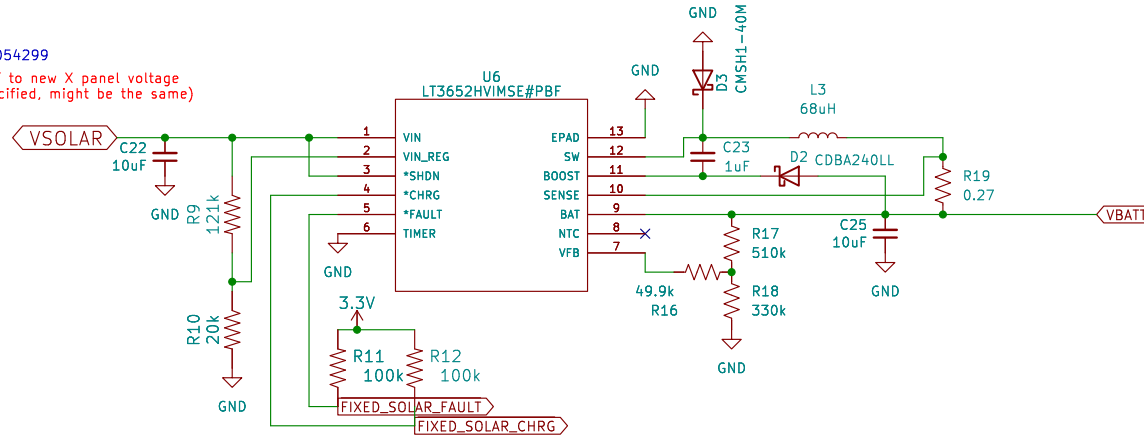 GND
CMSH1-40M
D3
054299
to new X panel voltage
cified, might be the same)
U6
LT3652HVIMSE#PBF
GND
L3
68uH
VSOLAR
C22
10uF
GND
1 VIN
2 VIN_REG
3 *SHDN
4 *CHRG
5 *FAULT
6 TIMER
EPAD 13
SW 12
BOOST 11
SENSE 10
BAT 9
NTC 8
VFB 7
C23
1uF
D2 CDBA240LL
R19
0.27
R9
121k
GND
R17
510k
C25
10uF
GND
VBATT
49.9k
R16
R18
330k
GND
R10
20k
GND
3.3V
R11
100k
R12
100k
FIXED_SOLAR_FAULT
FIXED_SOLAR_CHRG